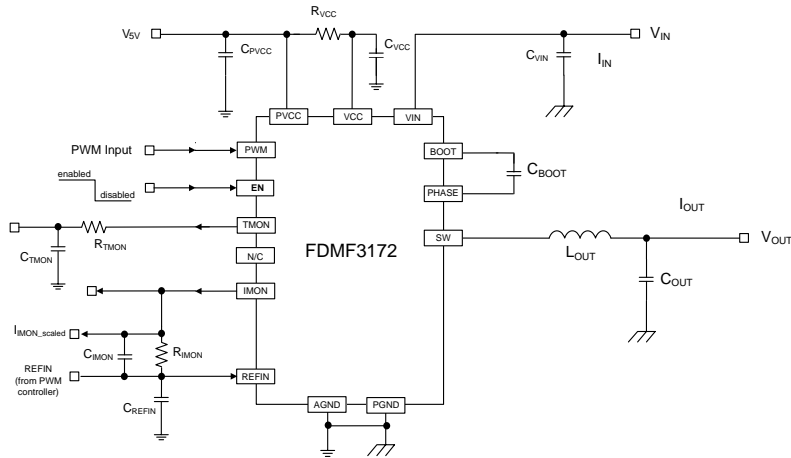 V5V
CPVCC
RVCC
CVCC
CVIN
IIN
VIN
PVCC
VCC
VIN
PWM Input
PWM
BOOT
CBOOT
enabled
disabled
EN
PHASE
TMON
RTMON
CTMON
N/C
FDMF3172
SW
IOUT
LOUT
VOUT
COUT
IMON
IIMON_scaled
CIMON
RIMON
REFIN
(from PWM
controller)
REFIN
CREFIN
AGND
PGND